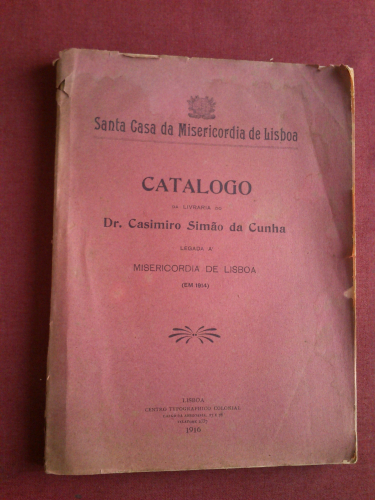 Santa Casa da Misericordia de Lisboa
CATALOGO
DA LIVRARIA DO
Dr. Casimiro Simão da Cunha
LEGADA Á
MISERICORDIA DE LISBOA
(EM 1914)
LISBOA
CENTRO TYPOGRAPHICO COLONIAL
1916